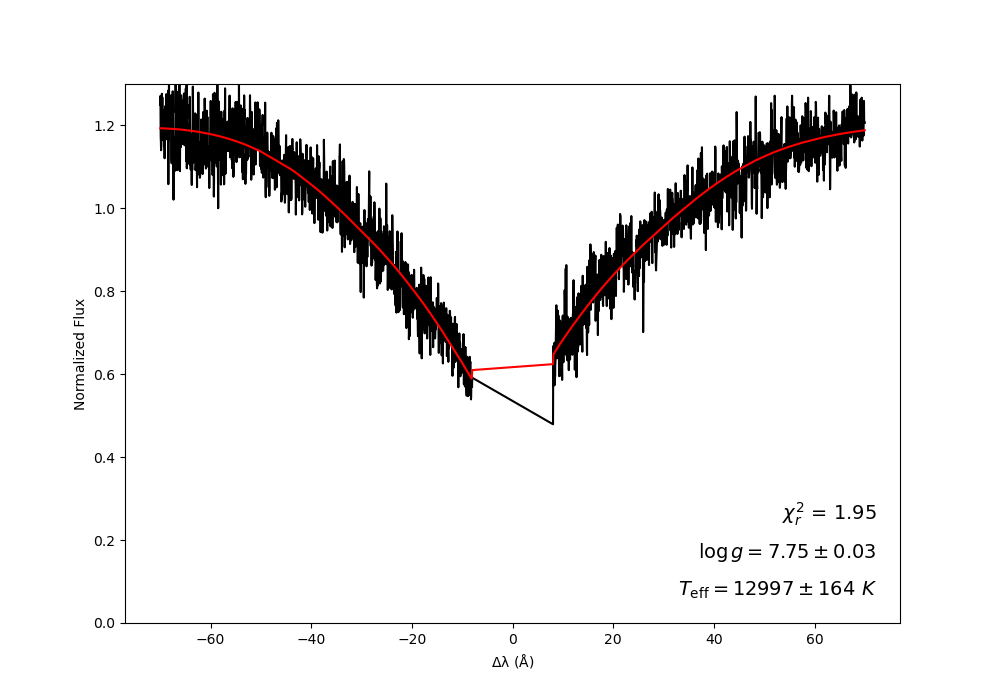 1.2
1.0
0.8
0.6
0.4
0.2
0.0
Normalized Flux
χ²ᵣ = 1.95
log g = 7.75 ± 0.03
T_eff = 12997 ± 164 K
−60 −40 −20 0 20 40 60
Δλ (Å)